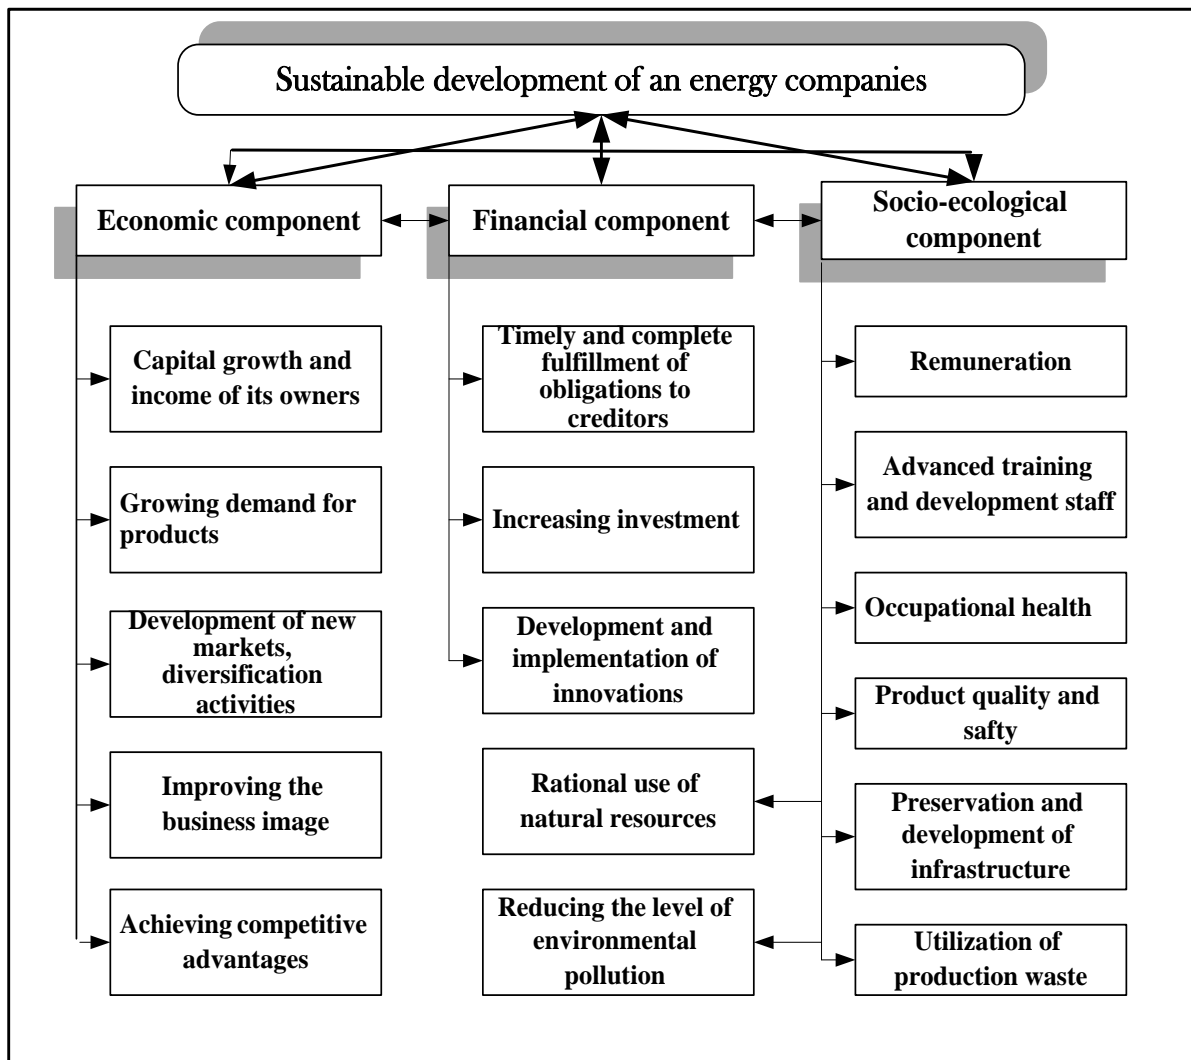 Sustainable development of an energy companies
Economic component
Financial component
Socio-ecological
component
Capital growth and
income of its owners
Growing demand for
products
Development of new
markets,
diversification
activities
Improving the
business image
Achieving competitive
advantages
Timely and complete
fulfillment of
obligations to
creditors
Increasing investment
Development and
implementation of
innovations
Rational use of
natural resources
Reducing the level of
environmental
pollution
Remuneration
Advanced training
and development staff
Occupational health
Product quality and
safty
Preservation and
development of
infrastructure
Utilization of
production waste